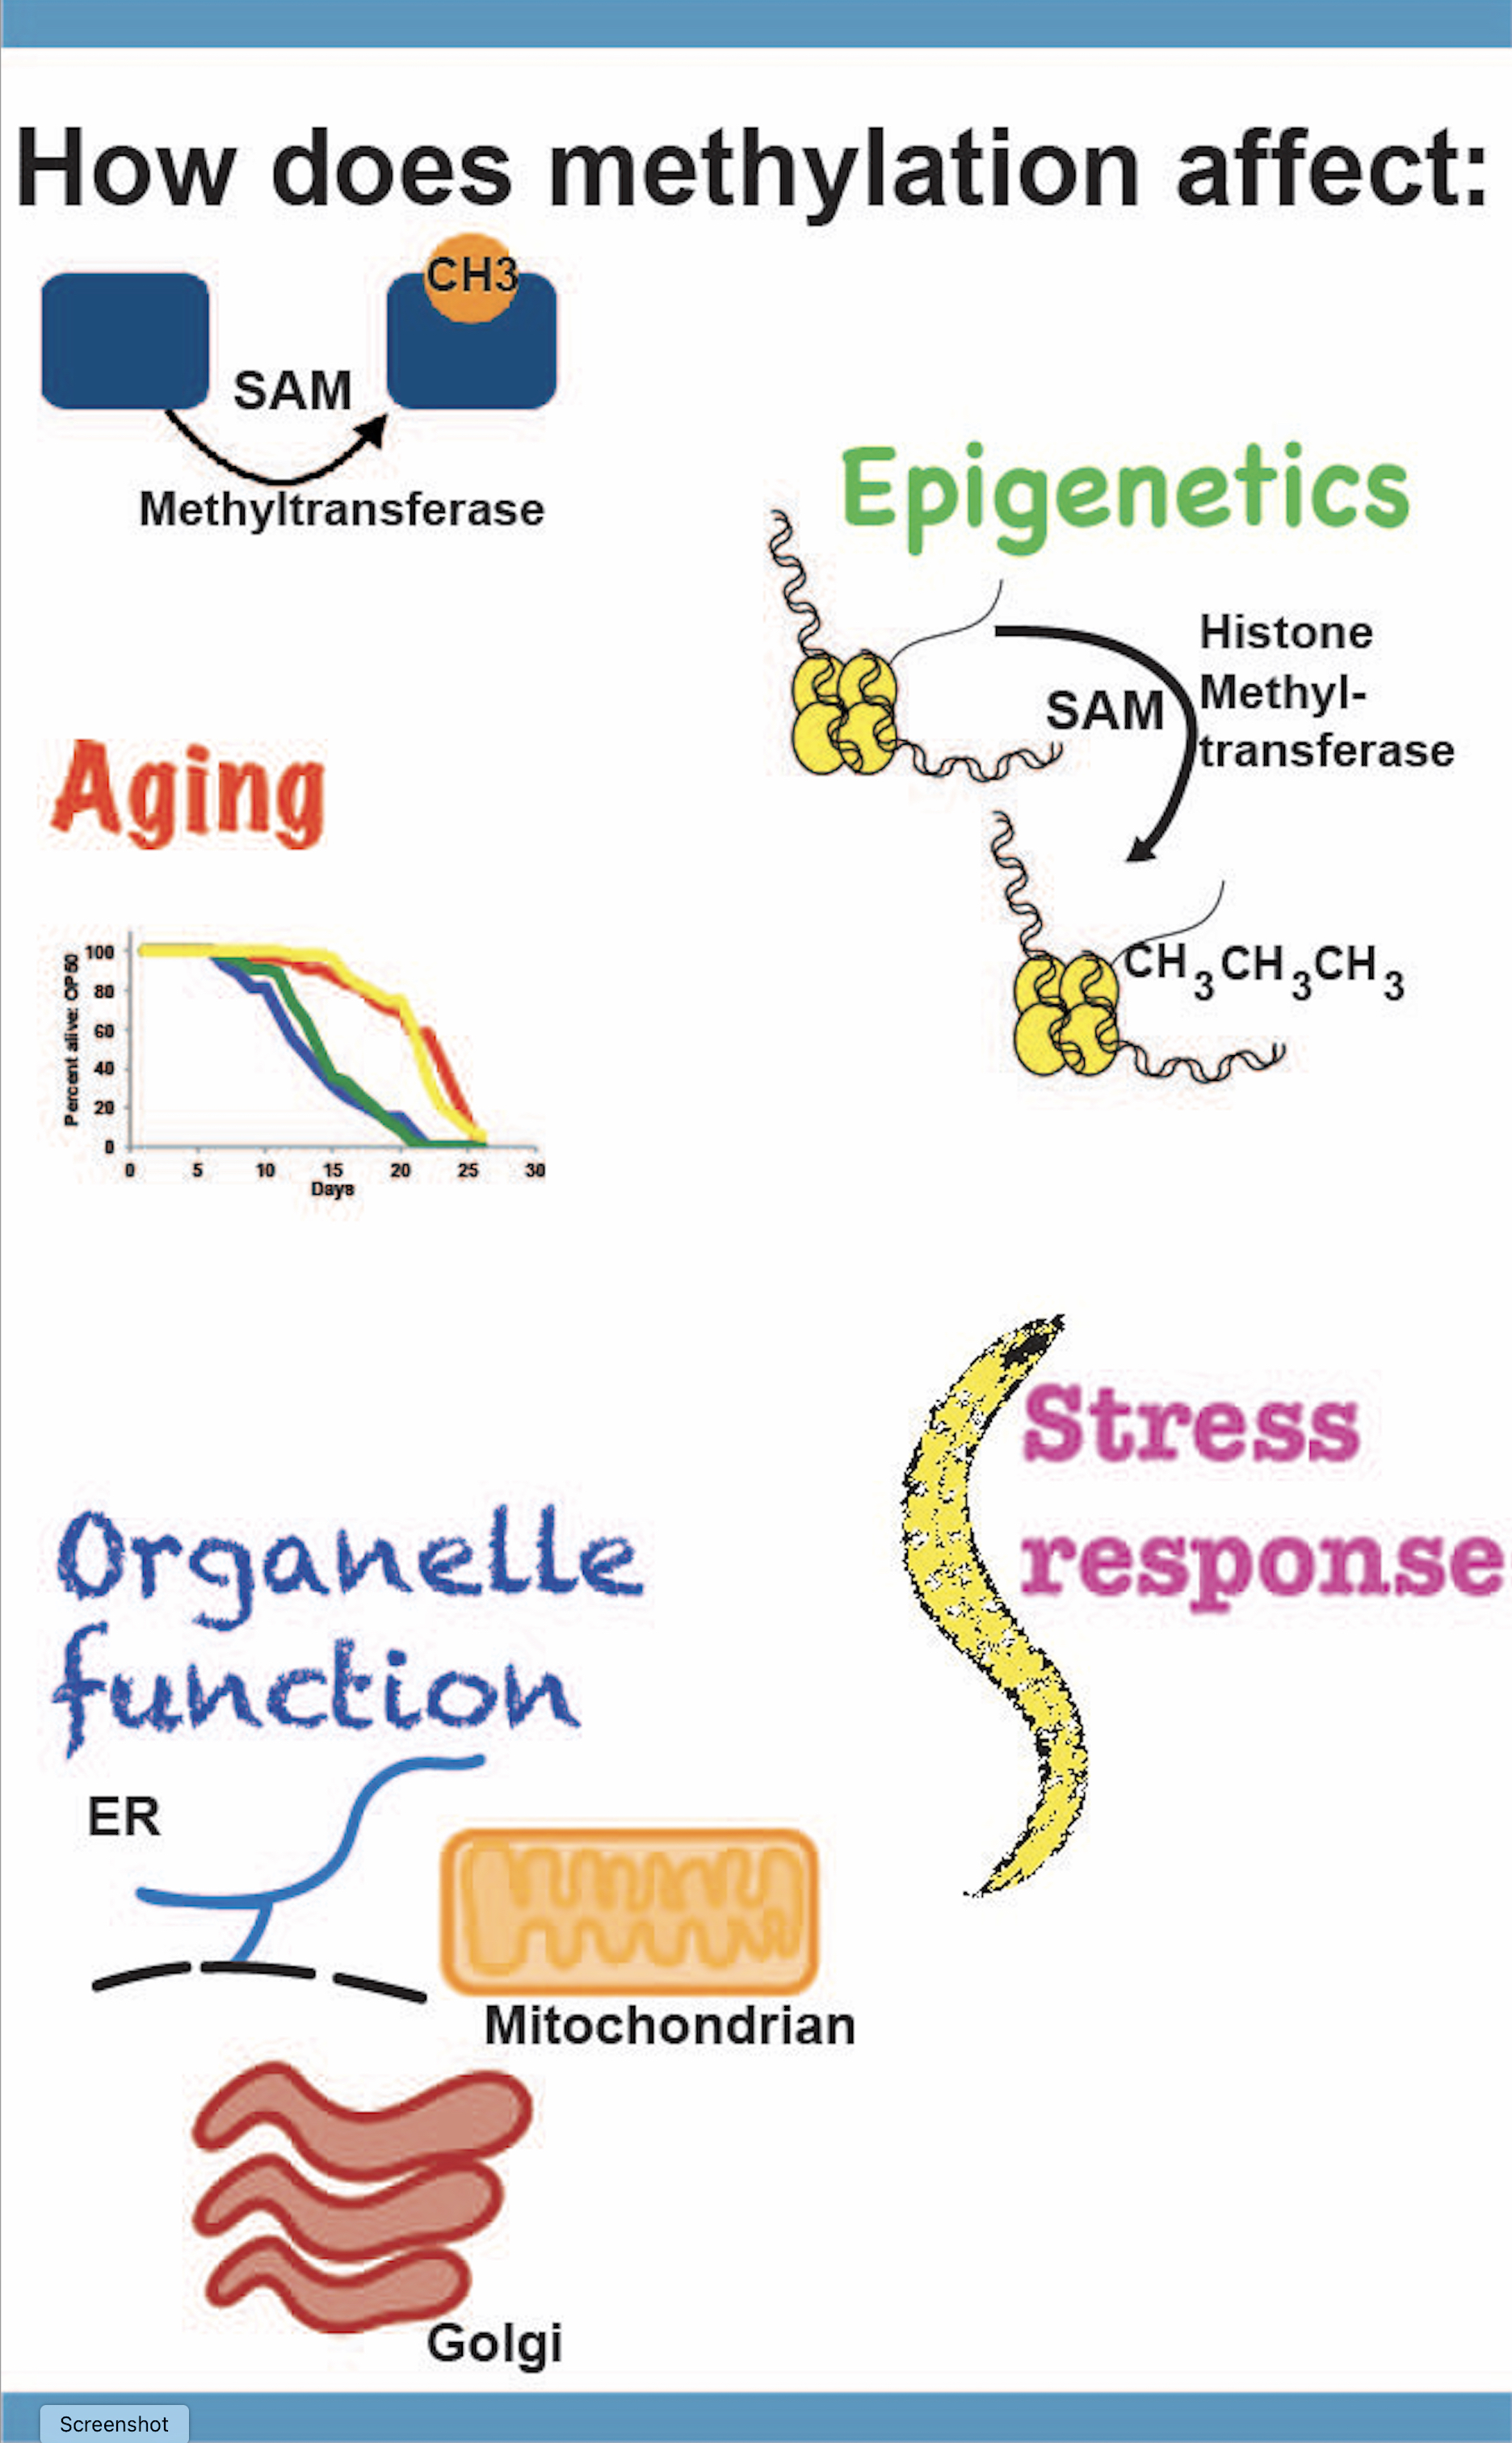 How does methylation affect:
CH3
SAM
Methyltransferase
Epigenetics
Histone
Methyl-
transferase
SAM
CH3CH3CH3
Aging
Percent alive: OP50
100
80
60
40
20
0
0 5 10 15 20 25 30
Days
Stress
response
Organelle
function
ER
Mitochondrian
Golgi
Screenshot